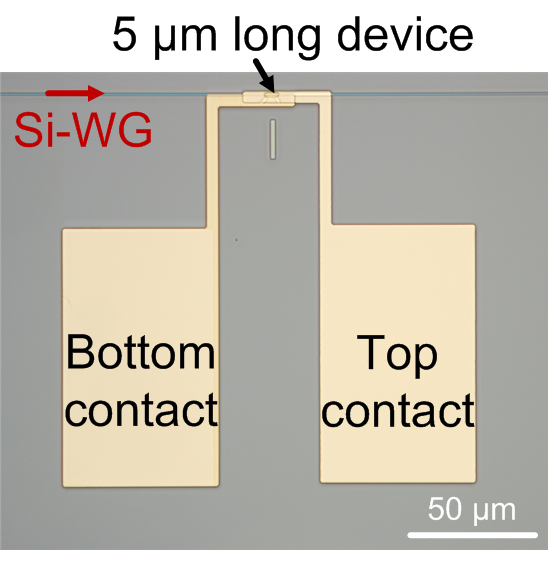 5 µm long device
Si-WG
Bottom
contact
Top
contact
50 µm